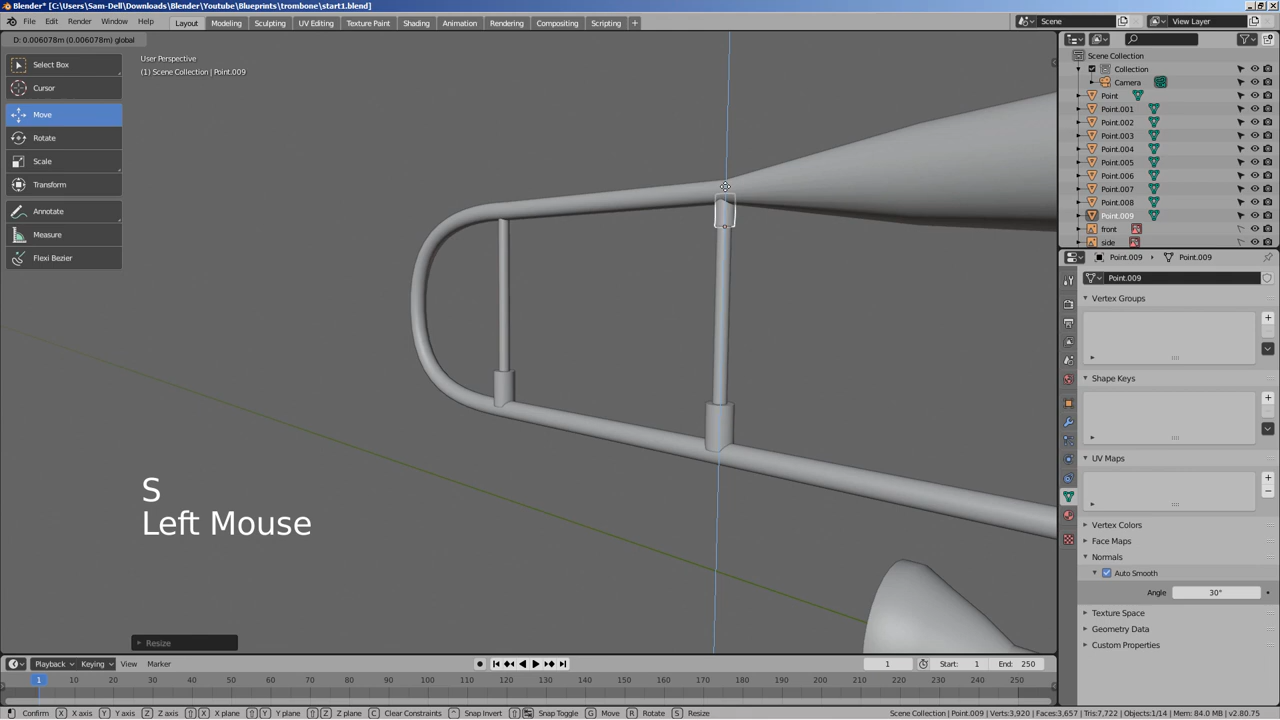 Blender* [C:\Users\Sam-Dell\Downloads\Blender\Youtube\Blueprints\trombone\start1.blend]
File Edit Render Window Help Layout Modeling Sculpting UV Editing Texture Paint Shading Animation Rendering Compositing Scripting + Scene View Layer
D: 0.006078m (0.006078m) global
Select Box
Cursor
Move
Rotate
Scale
Transform
Annotate
Measure
Flexi Bezier
User Perspective
(1) Scene Collection | Point.009
S
Left Mouse
Resize
Scene Collection
Collection
Camera
Point
Point.001
Point.002
Point.003
Point.004
Point.005
Point.006
Point.007
Point.008
Point.009
front
side
Point.009 Point.009
Point.009
Vertex Groups
Shape Keys
UV Maps
Vertex Colors
Face Maps
Normals
Auto Smooth
Angle 30°
Texture Space
Geometry Data
Custom Properties
Playback Keying View Marker 1 Start: 1 End: 250
1 10 20 30 40 50 60 70 80 90 100 110 120 130 140 150 160 170 180 190 200 210 220 230 240 250
Confirm X X axis Y Y axis Z Z axis X X plane Y Y plane Z Z plane C Clear Constraints Snap Invert Snap Toggle G Move R Rotate S Resize Scene Collection | Point.009 | Verts:3,920 | Faces:3,657 | Tris:7,722 | Objects:1/14 | Mem: 84.0 MB | v2.80.75